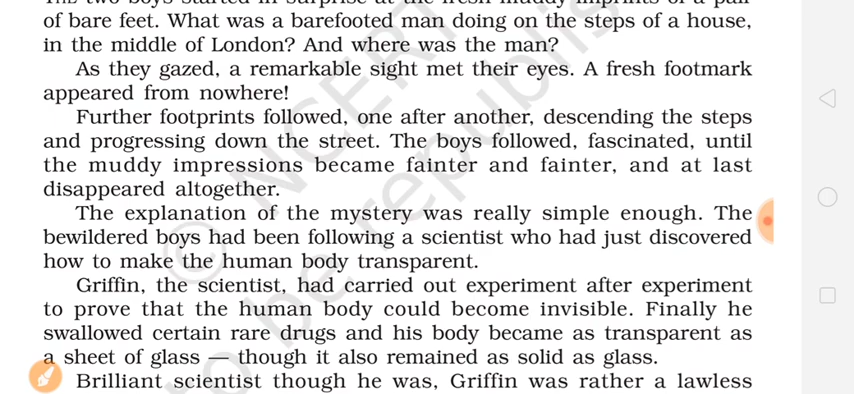 of bare feet. What was a barefooted man doing on the steps of a house,
in the middle of London? And where was the man?
As they gazed, a remarkable sight met their eyes. A fresh footmark
appeared from nowhere!
Further footprints followed, one after another, descending the steps
and progressing down the street. The boys followed, fascinated, until
the muddy impressions became fainter and fainter, and at last
disappeared altogether.
The explanation of the mystery was really simple enough. The
bewildered boys had been following a scientist who had just discovered
how to make the human body transparent.
Griffin, the scientist, had carried out experiment after experiment
to prove that the human body could become invisible. Finally he
swallowed certain rare drugs and his body became as transparent as
a sheet of glass — though it also remained as solid as glass.
Brilliant scientist though he was, Griffin was rather a lawless